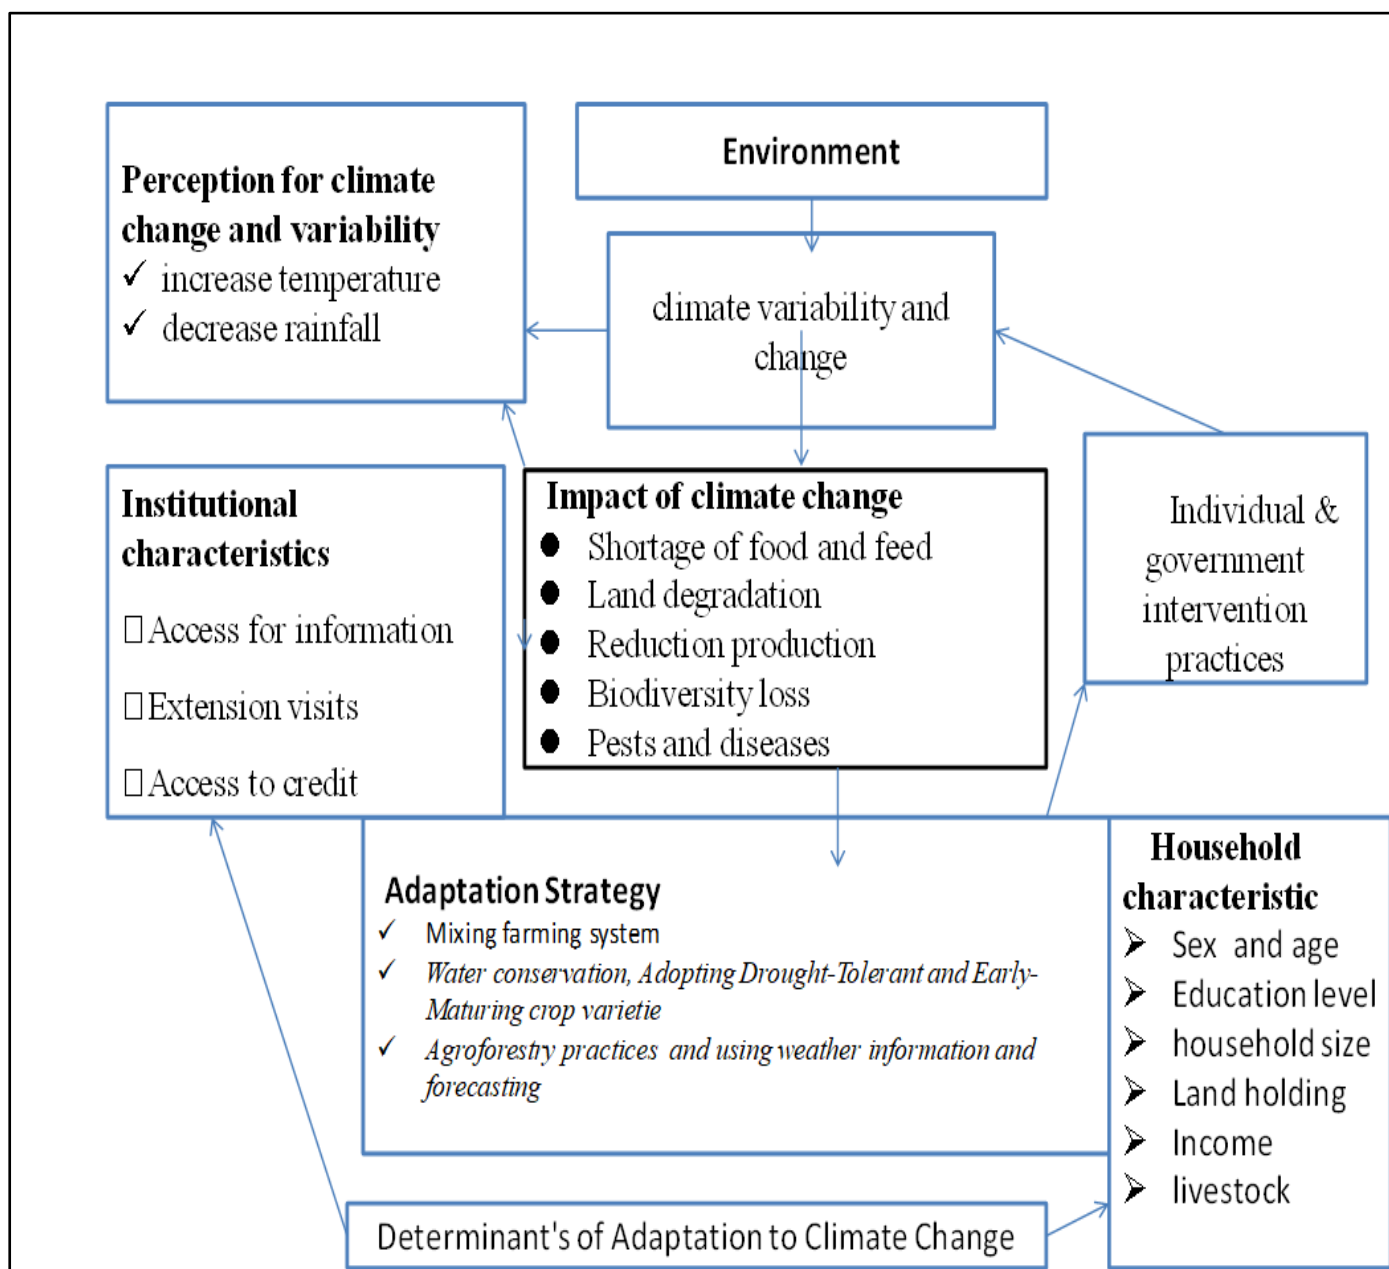 Environment
Perception for climate
change and variability
✓ increase temperature
✓ decrease rainfall
climate variability and
change
Institutional
characteristics
□Access for information
□Extension visits
□Access to credit
Impact of climate change
● Shortage of food and feed
● Land degradation
● Reduction production
● Biodiversity loss
● Pests and diseases
Individual &
government
intervention
practices
Adaptation Strategy
✓ Mixing farming system
✓ Water conservation, Adopting Drought-Tolerant and Early-
Maturing crop varietie
✓ Agroforestry practices and using weather information and
forecasting
Household
characteristic
➢ Sex and age
➢ Education level
➢ household size
➢ Land holding
➢ Income
➢ livestock
Determinant's of Adaptation to Climate Change